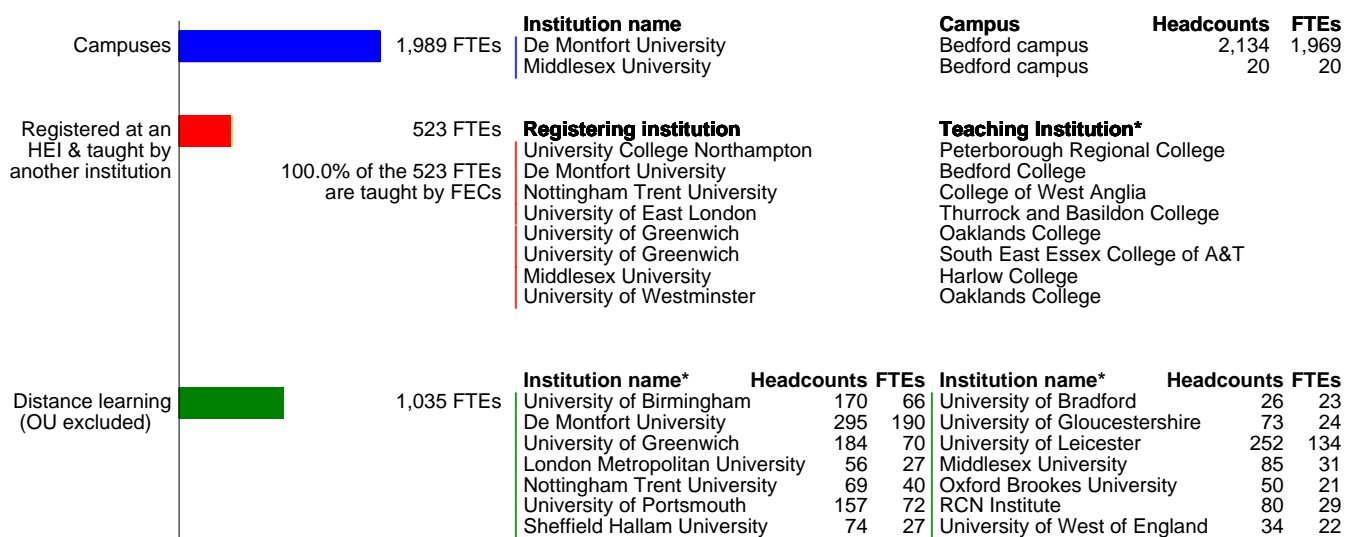 Institution name Campus Headcounts FTEs
Campuses 1,989 FTEs De Montfort University Bedford campus 2,134 1,969
Middlesex University Bedford campus 20 20
Registered at an HEI & taught by another institution 523 FTEs Registering institution Teaching Institution*
University College Northampton Peterborough Regional College
100.0% of the 523 FTEs De Montfort University Bedford College
are taught by FECs Nottingham Trent University College of West Anglia
University of East London Thurrock and Basildon College
University of Greenwich Oaklands College
University of Greenwich South East Essex College of A&T
Middlesex University Harlow College
University of Westminster Oaklands College
Institution name* Headcounts FTEs Institution name* Headcounts FTEs
Distance learning 1,035 FTEs University of Birmingham 170 66 University of Bradford 26 23
(OU excluded) De Montfort University 295 190 University of Gloucestershire 73 24
University of Greenwich 184 70 University of Leicester 252 134
London Metropolitan University 56 27 Middlesex University 85 31
Nottingham Trent University 69 40 Oxford Brookes University 50 21
University of Portsmouth 157 72 RCN Institute 80 29
Sheffield Hallam University 74 27 University of West of England 34 22